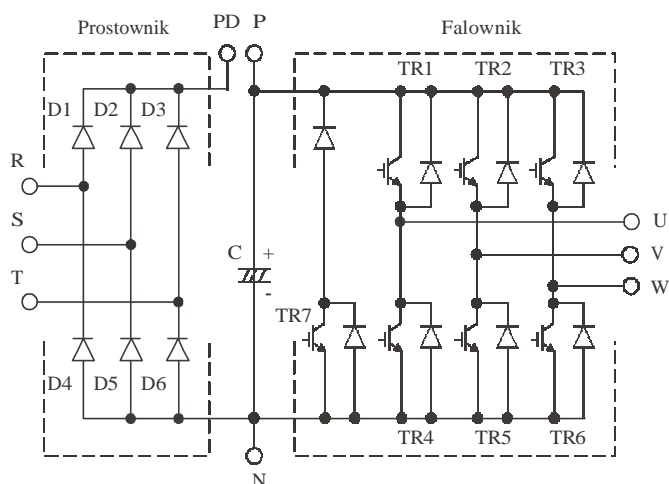 Prostownik
PD P
Falownik
D1 D2 D3
TR1 TR2 TR3
R
S
T
C + -
U
V
W
TR7
D4 D5 D6
TR4 TR5 TR6
N